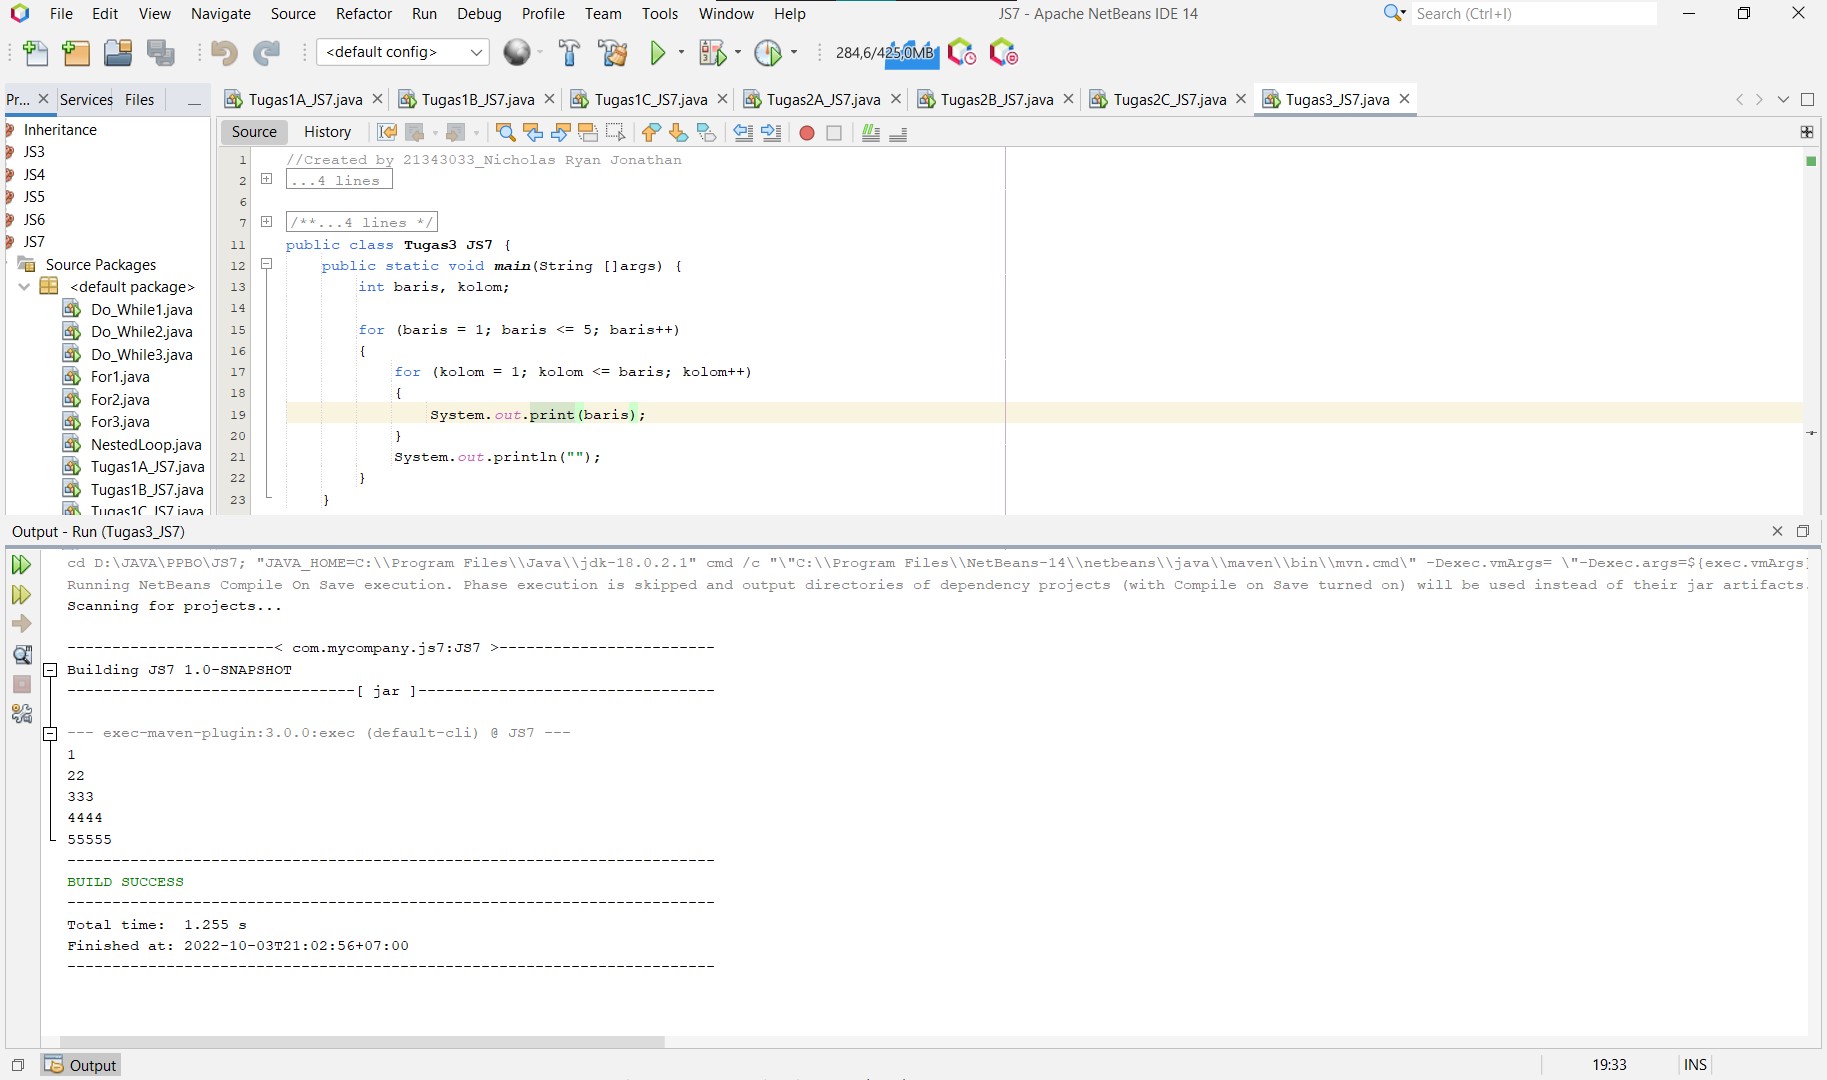 File Edit View Navigate Source Refactor Run Debug Profile Team Tools Window Help JS7 - Apache NetBeans IDE 14 Search (Ctrl+I)
<default config> 284,6/425,0MB
Pr... Services Files Tugas1A_JS7.java Tugas1B_JS7.java Tugas1C_JS7.java Tugas2A_JS7.java Tugas2B_JS7.java Tugas2C_JS7.java Tugas3_JS7.java
Inheritance
JS3
JS4
JS5
JS6
JS7
Source Packages
<default package>
Do_While1.java
Do_While2.java
Do_While3.java
For1.java
For2.java
For3.java
NestedLoop.java
Tugas1A_JS7.java
Tugas1B_JS7.java
Tugas1C_JS7.java
Source History
1 //Created by 21343033_Nicholas Ryan Jonathan
2 ...4 lines
6
7 /**...4 lines */
11 public class Tugas3 JS7 {
12 public static void main(String []args) {
13 int baris, kolom;
14
15 for (baris = 1; baris <= 5; baris++)
16 {
17 for (kolom = 1; kolom <= baris; kolom++)
18 {
19 System.out.print(baris);
20 }
21 System.out.println("");
22 }
23 }
Output - Run (Tugas3_JS7)
cd D:\JAVA\PPBO\JS7; "JAVA_HOME=C:\\Program Files\\Java\\jdk-18.0.2.1" cmd /c "\"C:\\Program Files\\NetBeans-14\\netbeans\\java\\maven\\bin\\mvn.cmd\" -Dexec.vmArgs= \"-Dexec.args=${exec.vmArgs}
Running NetBeans Compile On Save execution. Phase execution is skipped and output directories of dependency projects (with Compile on Save turned on) will be used instead of their jar artifacts.
Scanning for projects...
-----------------------< com.mycompany.js7:JS7 >------------------------
Building JS7 1.0-SNAPSHOT
--------------------------------[ jar ]---------------------------------
--- exec-maven-plugin:3.0.0:exec (default-cli) @ JS7 ---
1
22
333
4444
55555
------------------------------------------------------------------------
BUILD SUCCESS
------------------------------------------------------------------------
Total time:  1.255 s
Finished at: 2022-10-03T21:02:56+07:00
------------------------------------------------------------------------
Output 19:33 INS